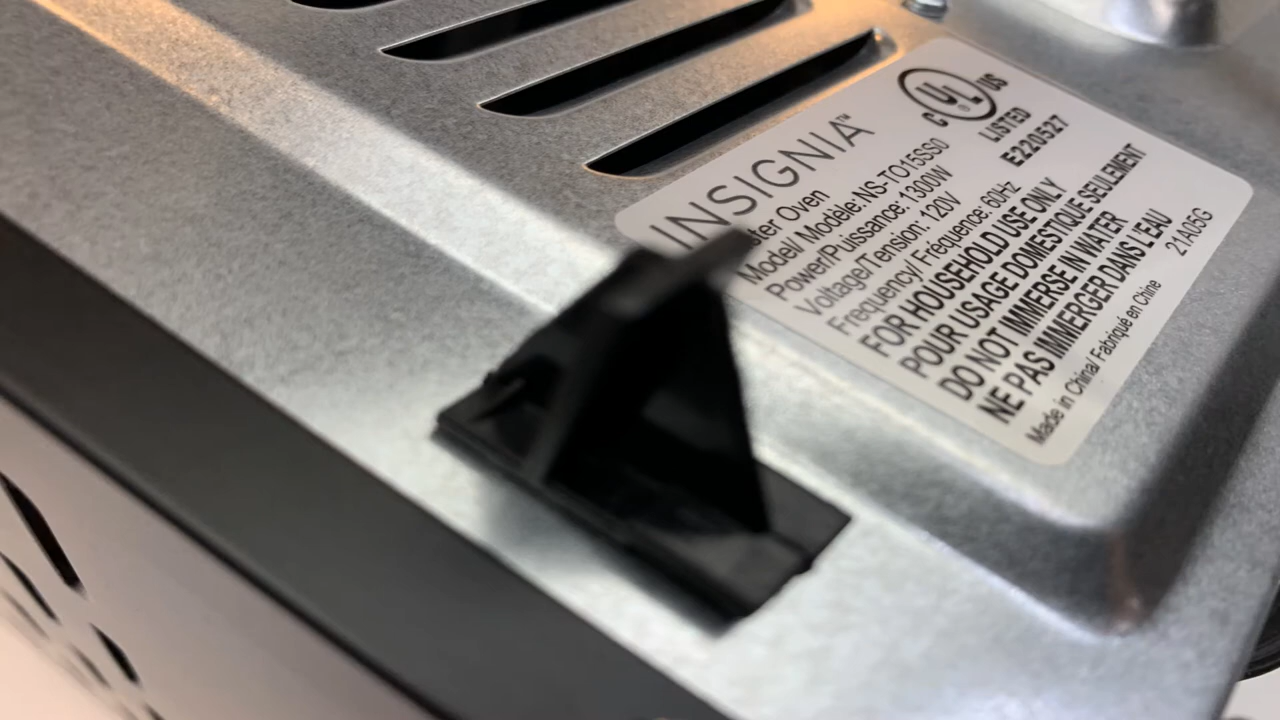 INSIGNIA™
C UL® US
LISTED
E220527
Oven
Model/ Modèle: NS-TO15SS0
Power/Puissance: 1300W
Voltage/Tension: 120V
Frequency/ Fréquence: 60Hz
FOR HOUSEHOLD USE ONLY
POUR USAGE DOMESTIQUE SEULEMENT
DO NOT IMMERSE IN WATER
NE PAS IMMERGER DANS L'EAU
Made in China/ Fabriqué en Chine
21A05G